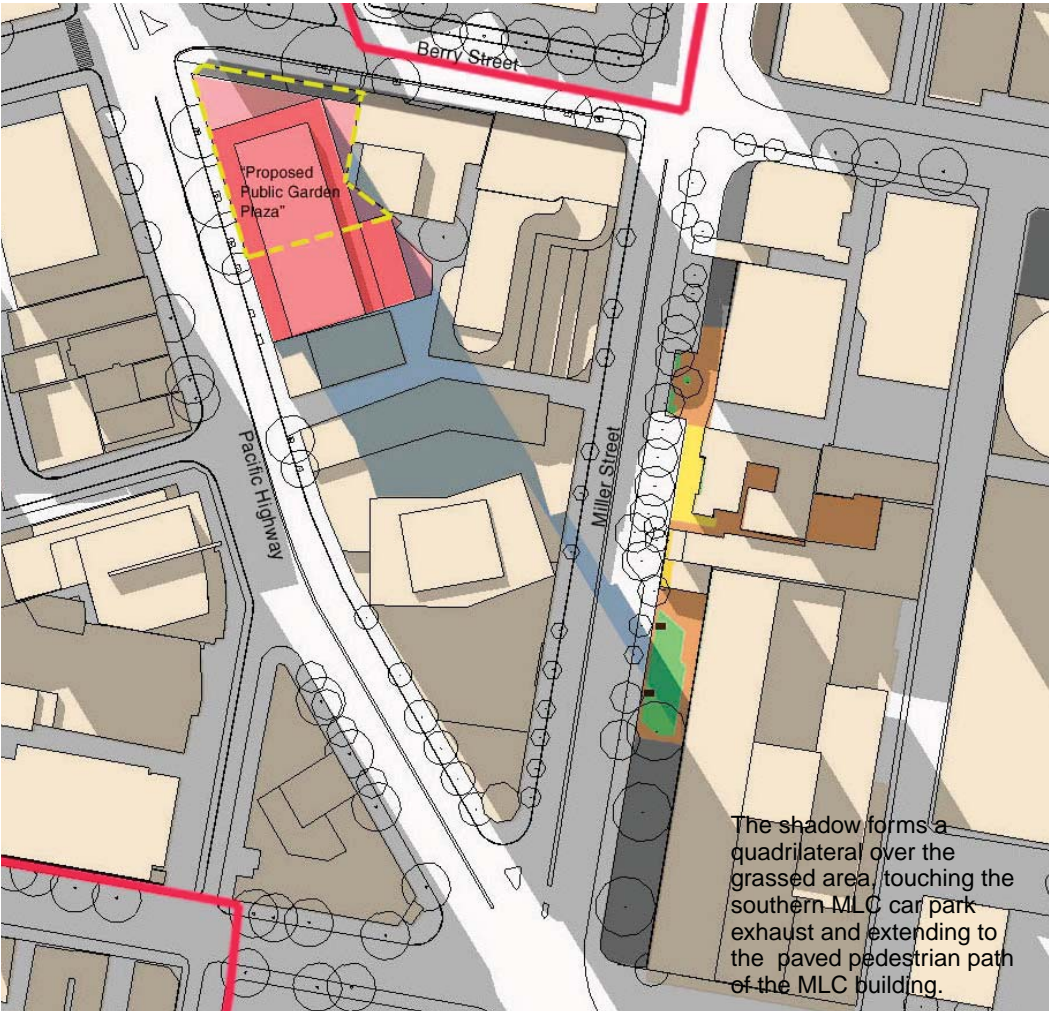 Berry Street
"Proposed
Public Garden
Plaza"
Pacific Highway
Miller Street
The shadow forms a
quadrilateral over the
grassed area, touching the
southern MLC car park
exhaust and extending to
the paved pedestrian path
of the MLC building.